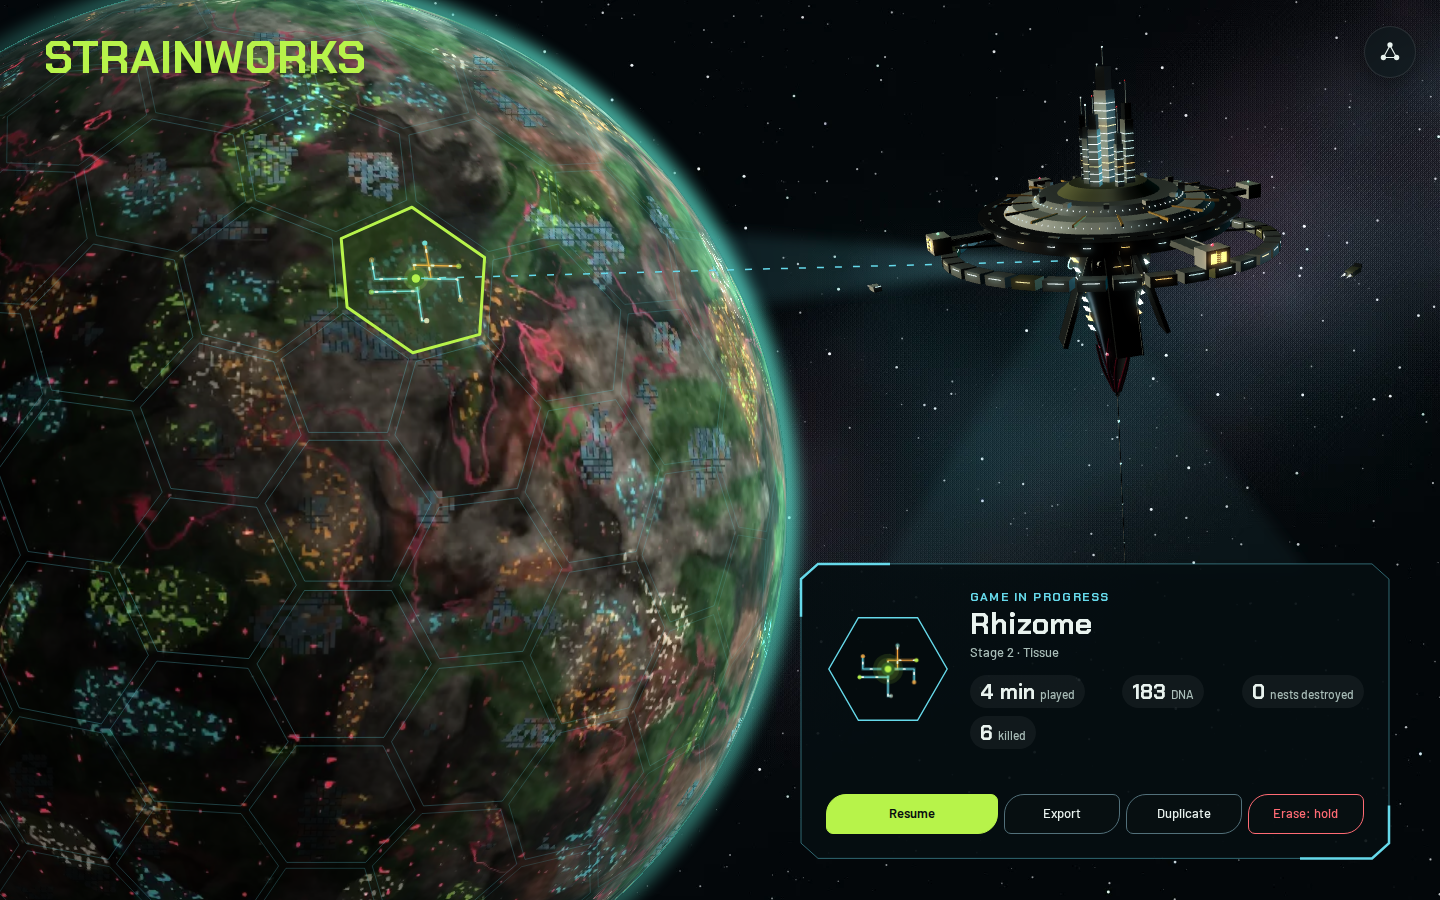 STRAINWORKS
GAME IN PROGRESS
Rhizome
Stage 2 · Tissue
4 min played 183 DNA 0 nests destroyed
6 killed
Resume Export Duplicate Erase: hold